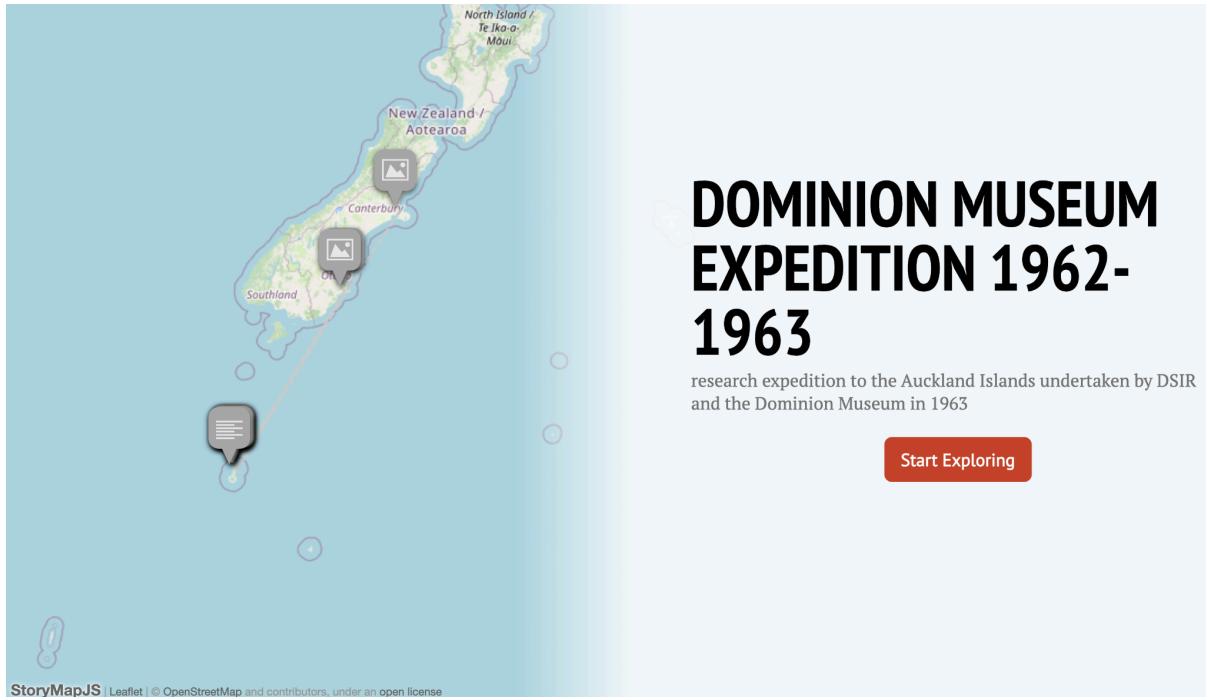 North Island /
Te Ika-a-
Māui
New Zealand /
Aotearoa
Canterbury
Southland
DOMINION MUSEUM
EXPEDITION 1962-
1963
research expedition to the Auckland Islands undertaken by DSIR
and the Dominion Museum in 1963
Start Exploring
StoryMapJS | Leaflet | © OpenStreetMap and contributors, under an open license